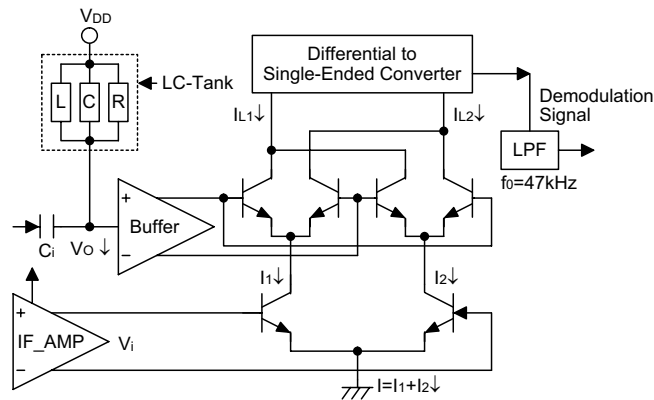 VDD
L C R
LC-Tank
Differential to
Single-Ended Converter
IL1↓
IL2↓
Demodulation
Signal
LPF
f0=47kHz
+
Buffer
−
Ci
VO ↓
I1↓
I2↓
+
IF_AMP
−
Vi
I=I1+I2↓